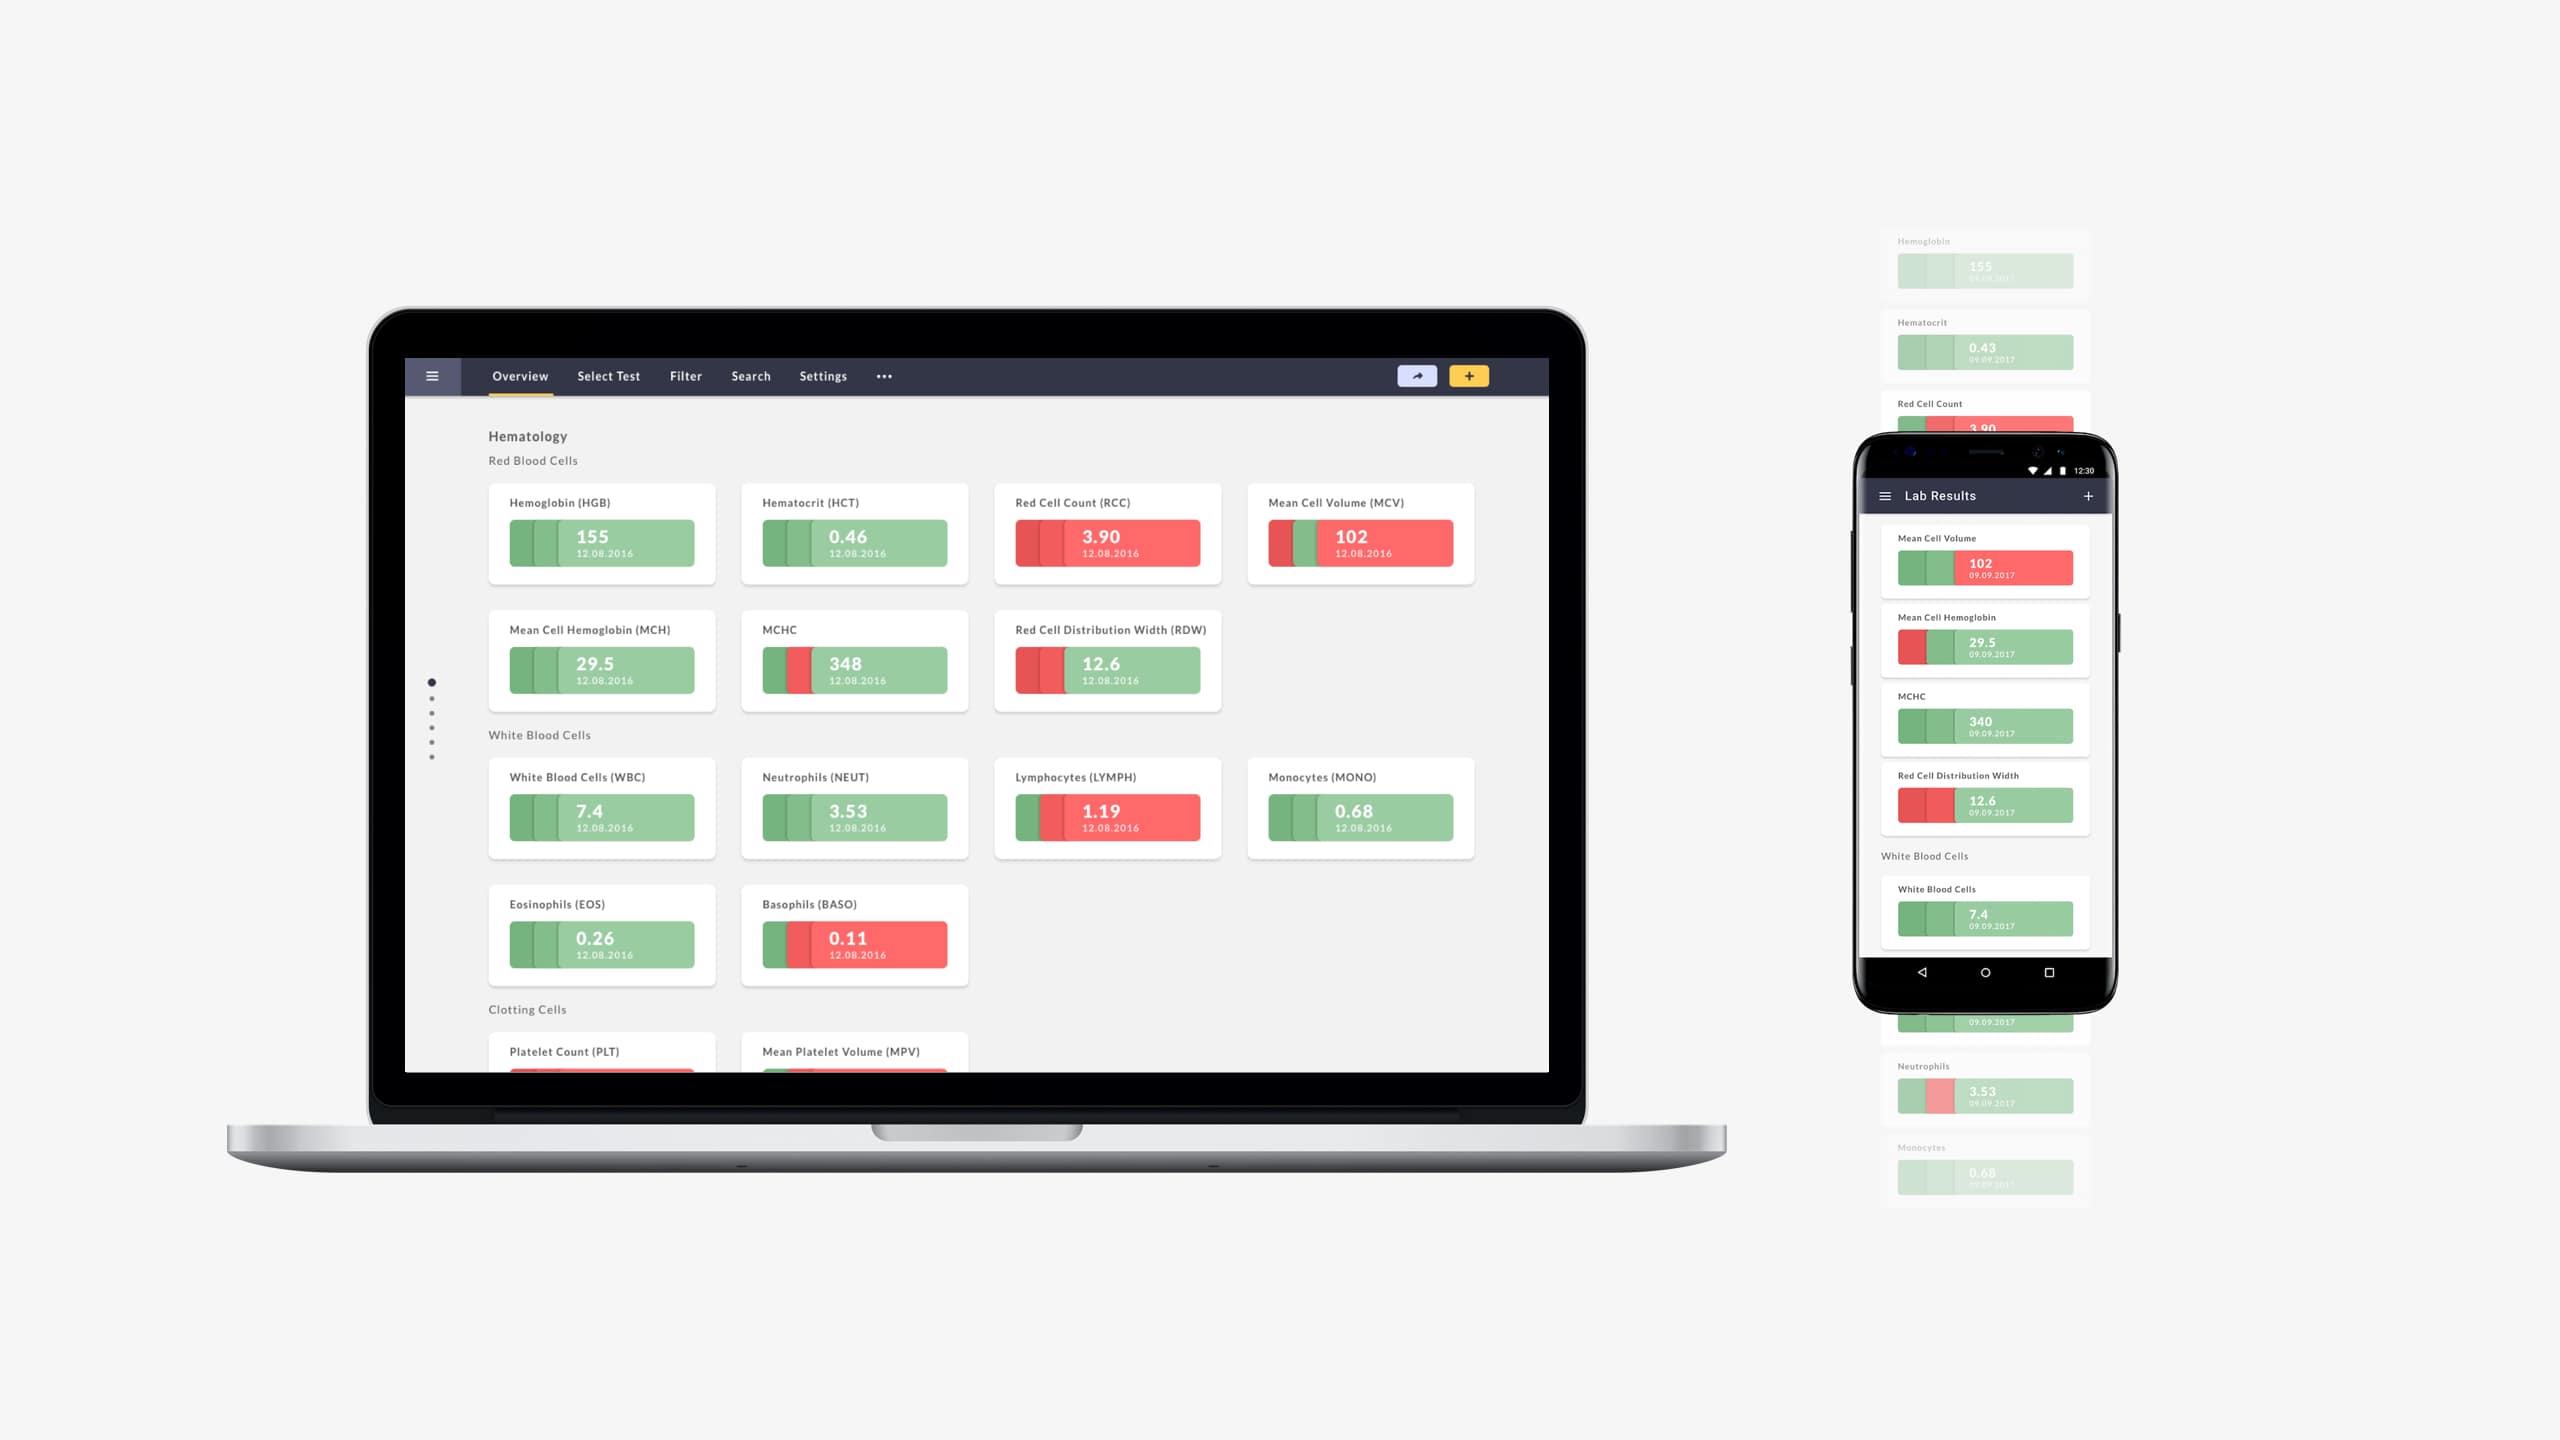 Overview Select Test Filter Search Settings
Hematology
Red Blood Cells
Hemoglobin (HGB)
155
12.08.2016
Hematocrit (HCT)
0.46
12.08.2016
Red Cell Count (RCC)
3.90
12.08.2016
Mean Cell Volume (MCV)
102
12.08.2016
Mean Cell Hemoglobin (MCH)
29.5
12.08.2016
MCHC
348
12.08.2016
Red Cell Distribution Width (RDW)
12.6
12.08.2016
White Blood Cells
White Blood Cells (WBC)
7.4
12.08.2016
Neutrophils (NEUT)
3.53
12.08.2016
Lymphocytes (LYMPH)
1.19
12.08.2016
Monocytes (MONO)
0.68
12.08.2016
Eosinophils (EOS)
0.26
12.08.2016
Basophils (BASO)
0.11
12.08.2016
Clotting Cells
Platelet Count (PLT)
Mean Platelet Volume (MPV)
Hemoglobin
155
09.09.2017
Hematocrit
0.43
09.09.2017
Red Cell Count
3.90
12:30
Lab Results
Mean Cell Volume
102
09.09.2017
Mean Cell Hemoglobin
29.5
09.09.2017
MCHC
340
09.09.2017
Red Cell Distribution Width
12.6
09.09.2017
White Blood Cells
White Blood Cells
7.4
09.09.2017
09.09.2017
Neutrophils
3.53
09.09.2017
Monocytes
0.68
09.09.2017